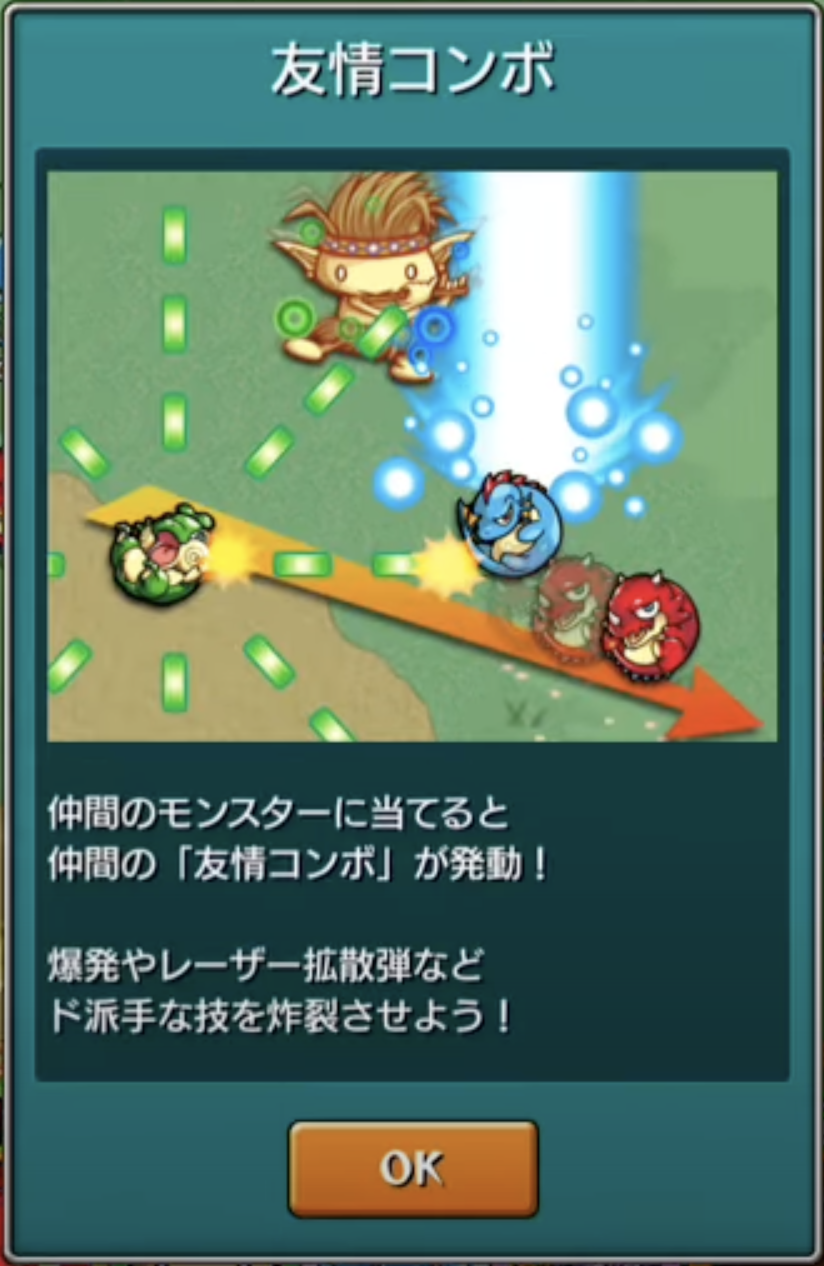 友情コンボ
仲間のモンスターに当てると
仲間の「友情コンボ」が発動！
爆発やレーザー拡散弾など
ド派手な技を炸裂させよう！
OK